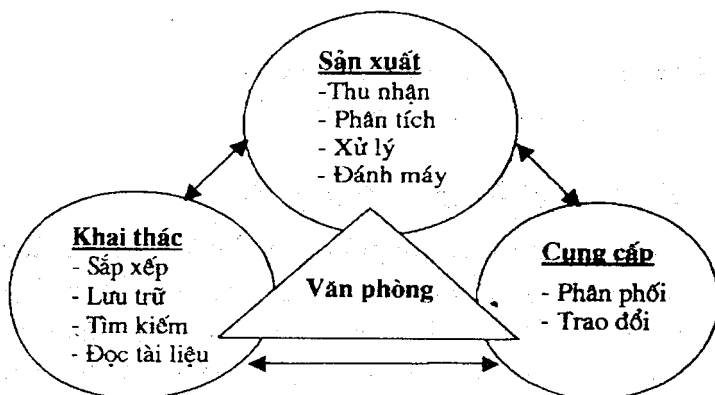 Sản xuất
-Thu nhận
- Phân tích
- Xử lý
- Đánh máy
Khai thác
- Sắp xếp
- Lưu trữ
- Tìm kiếm
- Đọc tài liệu
Văn phòng
Cung cấp
- Phân phối
- Trao đổi